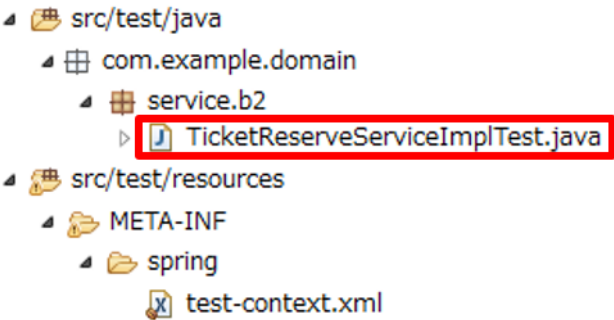 src/test/java
com.example.domain
service.b2
TicketReserveServiceImplTest.java
src/test/resources
META-INF
spring
test-context.xml